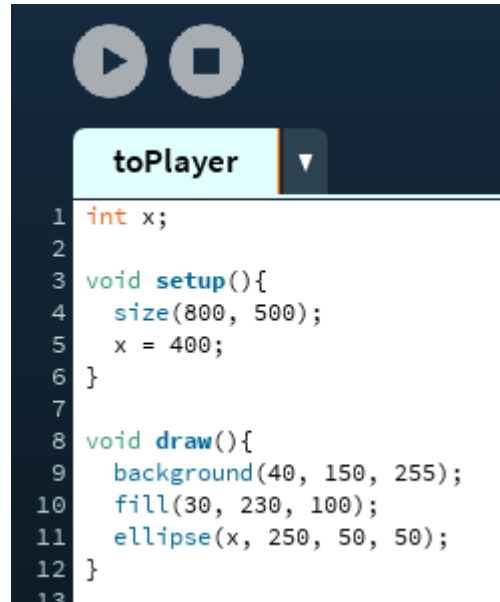 toPlayer
1 int x;
2
3 void setup(){
4   size(800, 500);
5   x = 400;
6 }
7
8 void draw(){
9   background(40, 150, 255);
10   fill(30, 230, 100);
11   ellipse(x, 250, 50, 50);
12 }
13